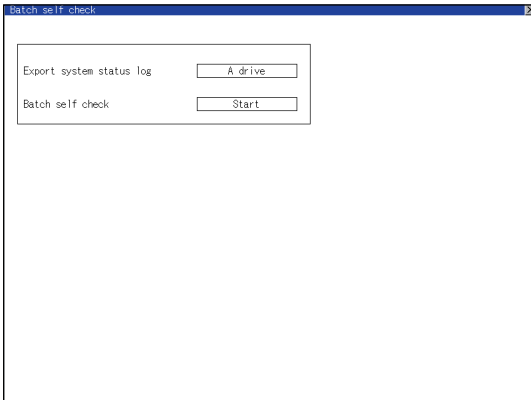 Batch self check
Export system status log A drive
Batch self check Start